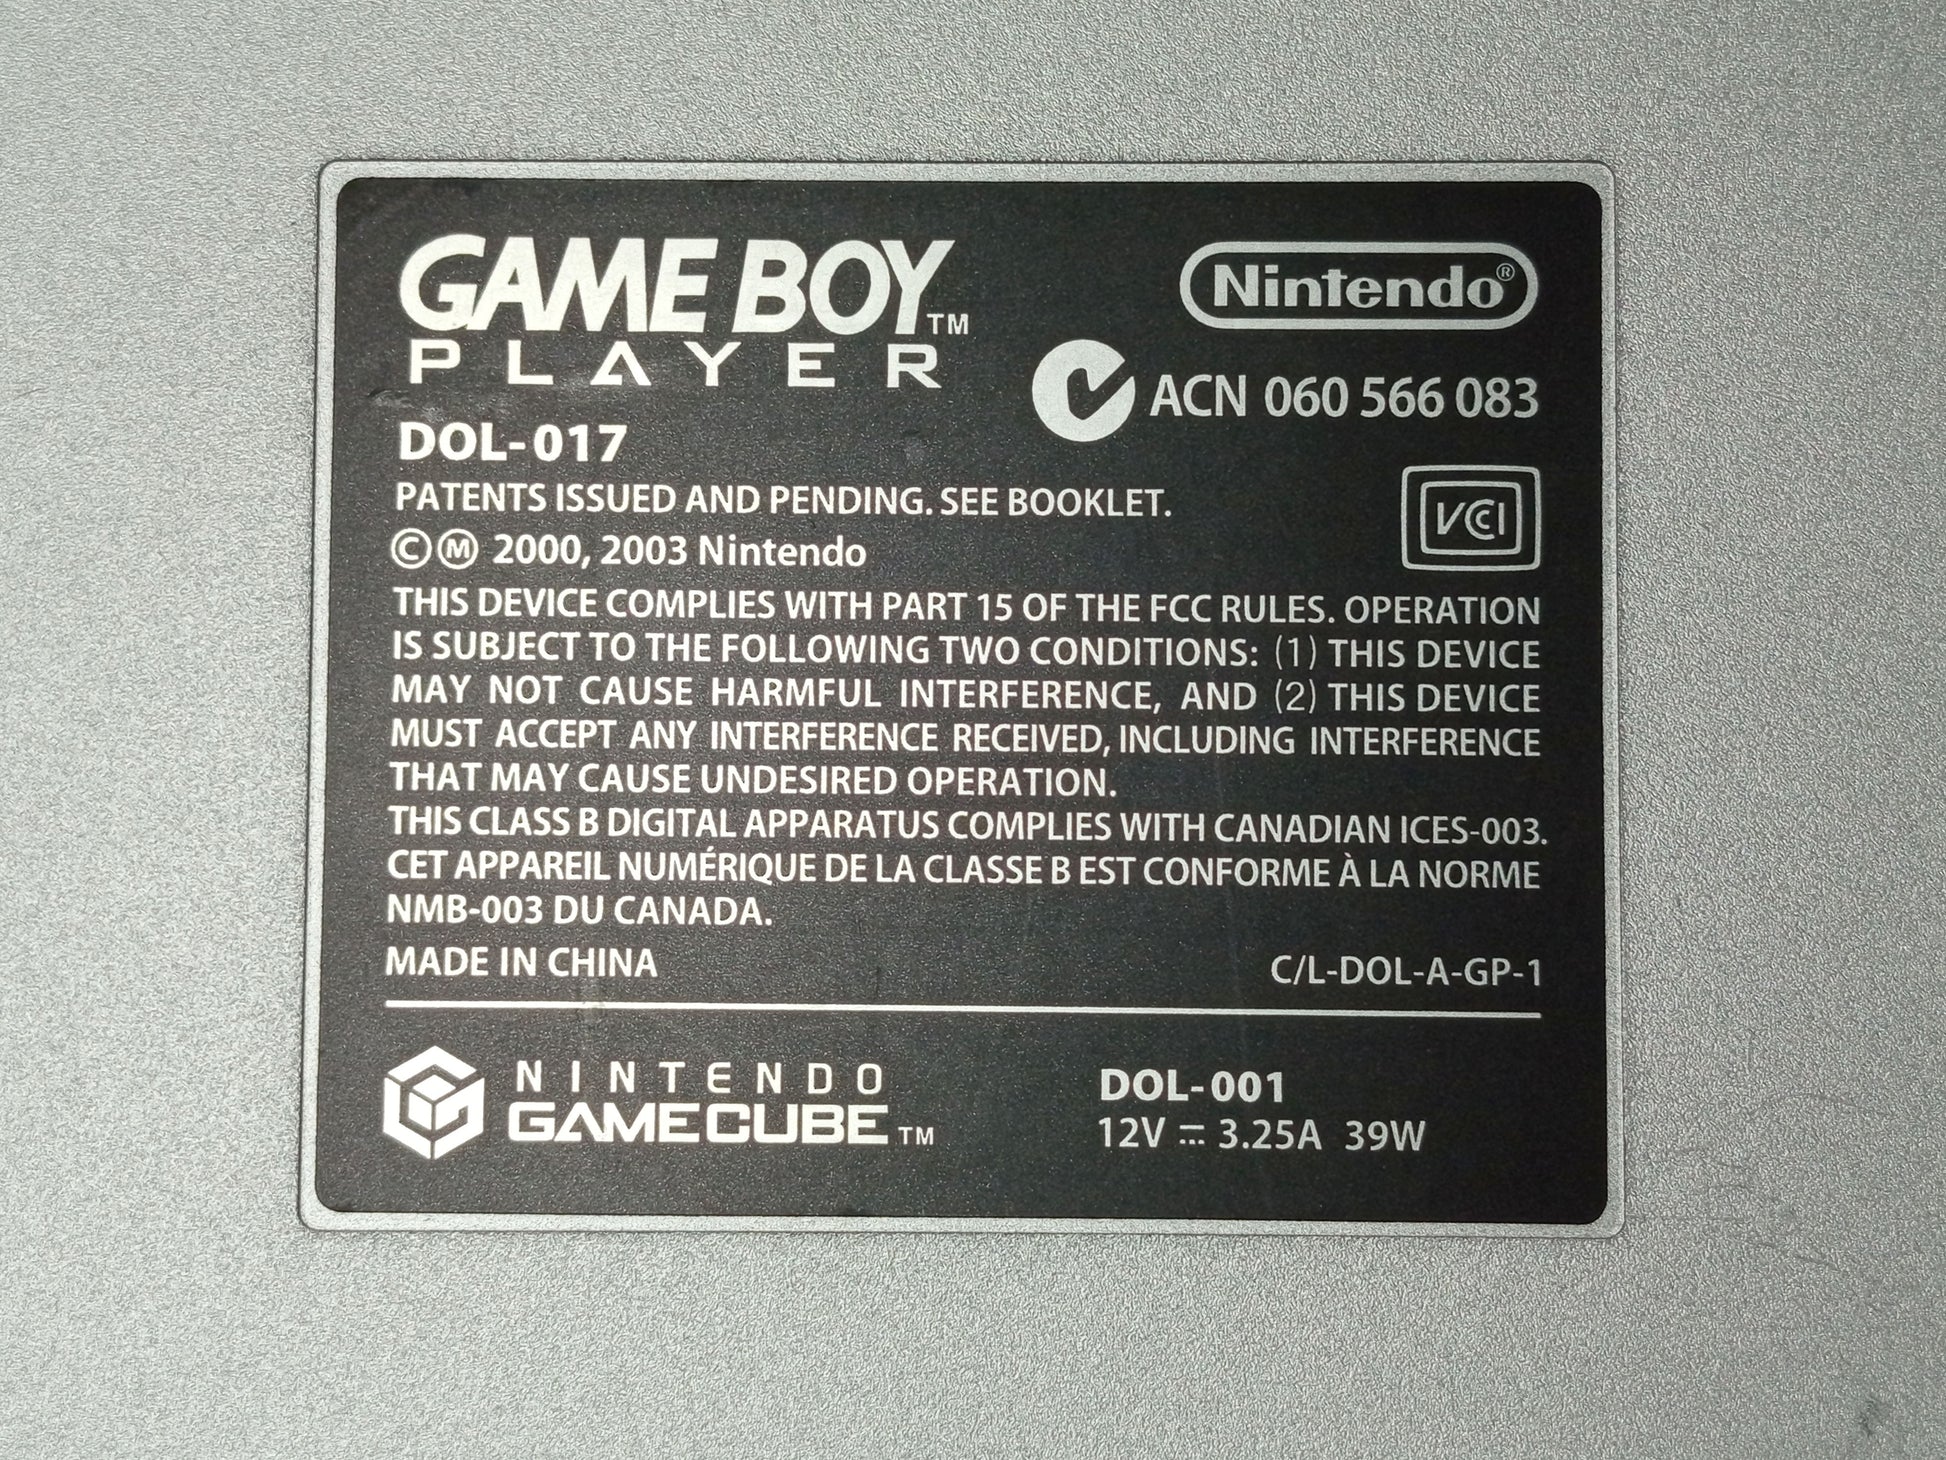 GAME BOY™
PLAYER
Nintendo®
ACN 060 566 083
DOL-017
PATENTS ISSUED AND PENDING. SEE BOOKLET.
VCCI
©Ⓜ 2000, 2003 Nintendo
THIS DEVICE COMPLIES WITH PART 15 OF THE FCC RULES. OPERATION
IS SUBJECT TO THE FOLLOWING TWO CONDITIONS: (1) THIS DEVICE
MAY NOT CAUSE HARMFUL INTERFERENCE, AND (2) THIS DEVICE
MUST ACCEPT ANY INTERFERENCE RECEIVED, INCLUDING INTERFERENCE
THAT MAY CAUSE UNDESIRED OPERATION.
THIS CLASS B DIGITAL APPARATUS COMPLIES WITH CANADIAN ICES-003.
CET APPAREIL NUMÉRIQUE DE LA CLASSE B EST CONFORME À LA NORME
NMB-003 DU CANADA.
MADE IN CHINA
C/L-DOL-A-GP-1
NINTENDO
GAMECUBE™
DOL-001
12V ⎓ 3.25A 39W